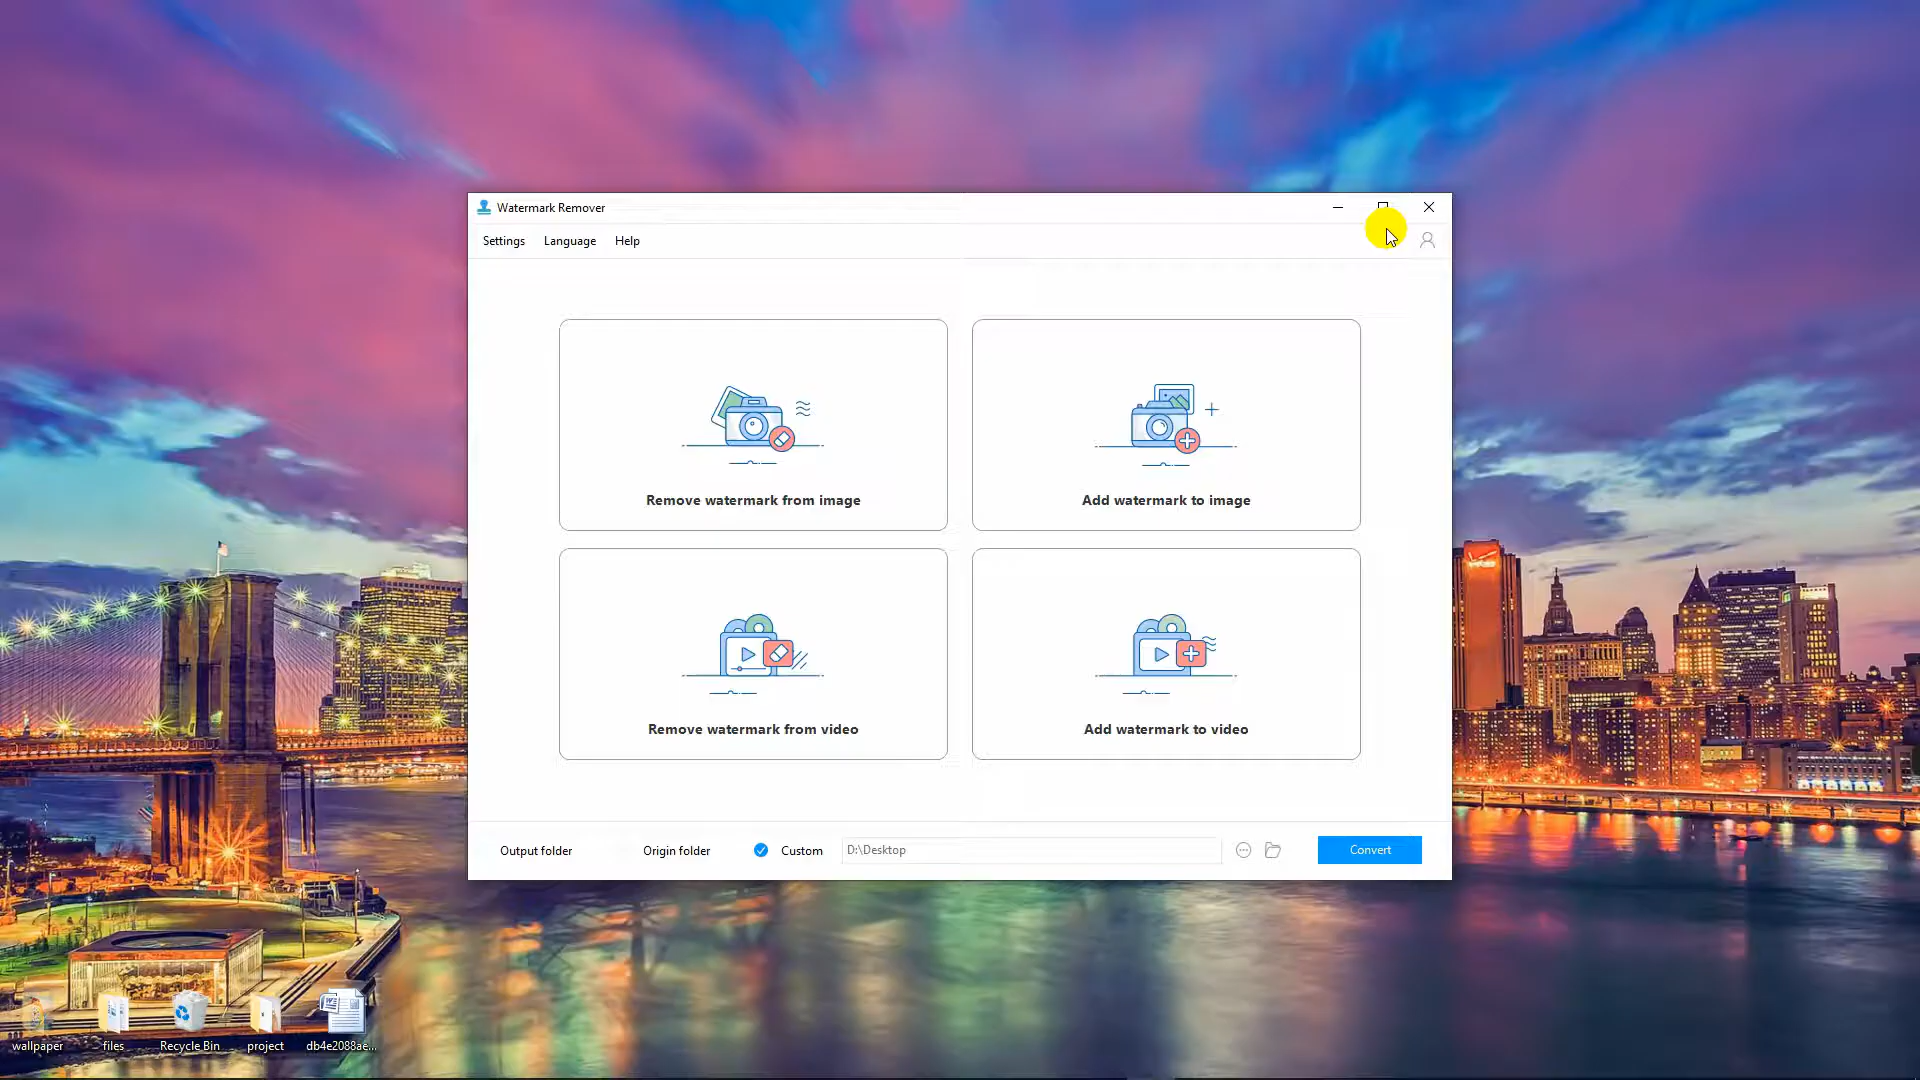 Watermark Remover
Settings Language Help
Remove watermark from image
Add watermark to image
Remove watermark from video
Add watermark to video
Output folder Origin folder Custom D:\Desktop Convert
wallpaper files Recycle Bin project db4e2088ae...